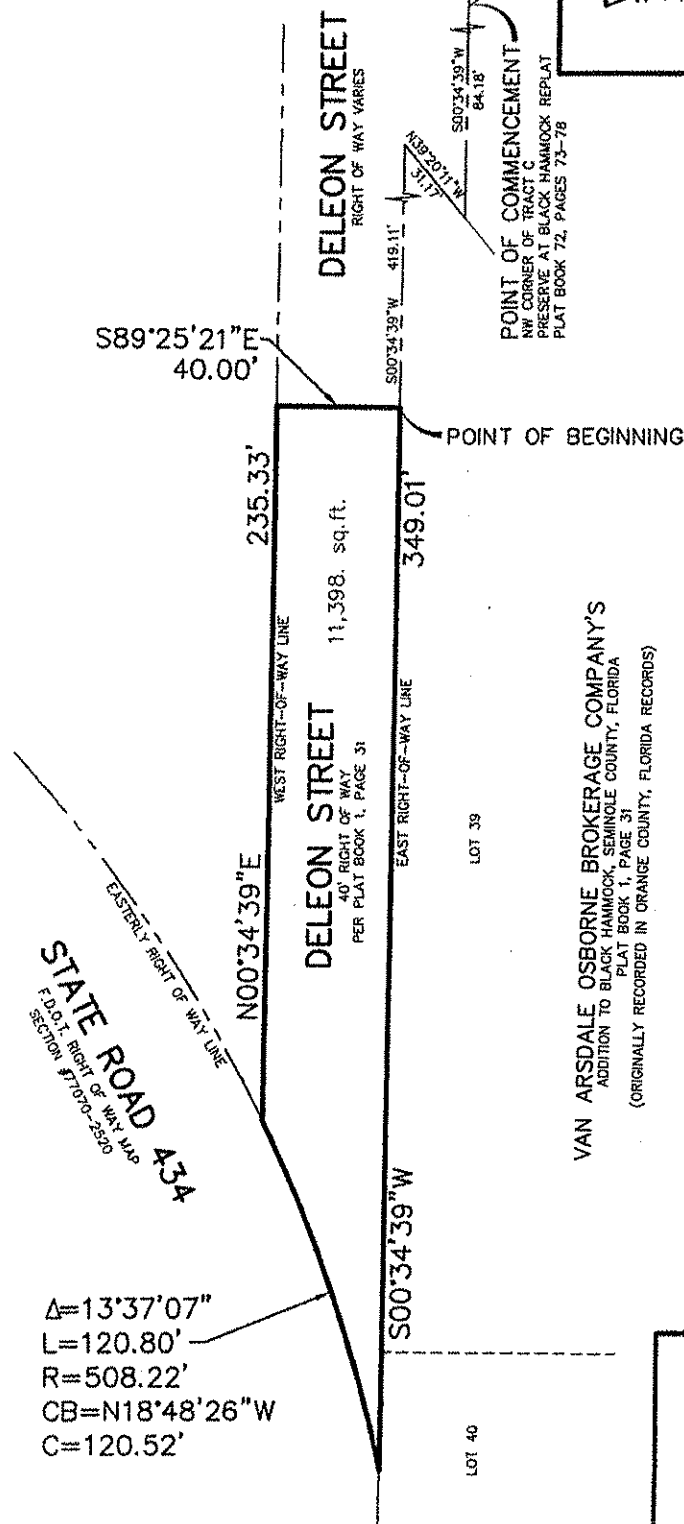 DELEON STREET
RIGHT OF WAY VARIES
S00°34'39"W
84.18'
N39°20'11"W
31.17'
POINT OF COMMENCEMENT
NW CORNER OF TRACT C
PRESERVE AT BLACK HAMMOCK REPLAT
PLAT BOOK 72, PAGES 73-78
S00°34'39"W 419.11'
S89°25'21"E
40.00'
POINT OF BEGINNING
235.33'
11,398. sq.ft.
349.01'
WEST RIGHT-OF-WAY LINE
DELEON STREET
40' RIGHT OF WAY
PER PLAT BOOK 1, PAGE 31
EAST RIGHT-OF-WAY LINE
LOT 39
VAN ARSDALE OSBORNE BROKERAGE COMPANY'S
ADDITION TO BLACK HAMMOCK, SEMINOLE COUNTY, FLORIDA
PLAT BOOK 1, PAGE 31
(ORIGINALLY RECORDED IN ORANGE COUNTY, FLORIDA RECORDS)
N00°34'39"E
EASTERLY RIGHT OF WAY LINE
STATE ROAD 434
F.D.O.T. RIGHT OF WAY MAP
SECTION #77070-2520
S00°34'39"W
Δ=13°37'07"
L=120.80'
R=508.22'
CB=N18°48'26"W
C=120.52'
LOT 40